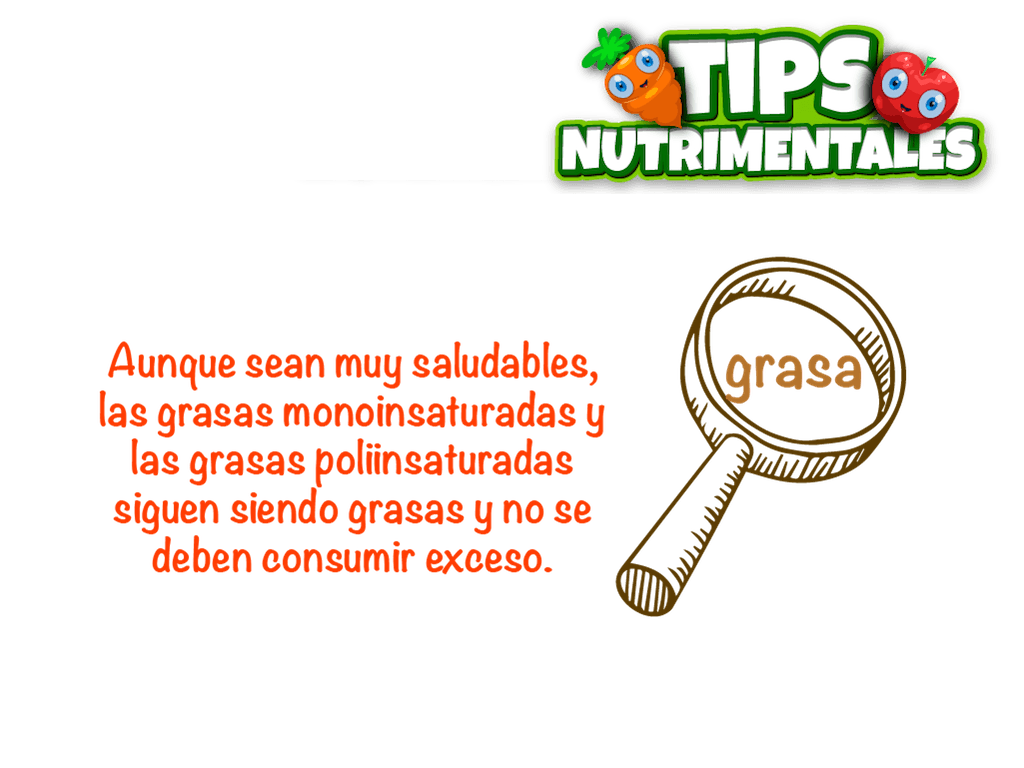 TIPS
NUTRIMENTALES
grasa
Aunque sean muy saludables,
las grasas monoinsaturadas y
las grasas poliinsaturadas
siguen siendo grasas y no se
deben consumir exceso.